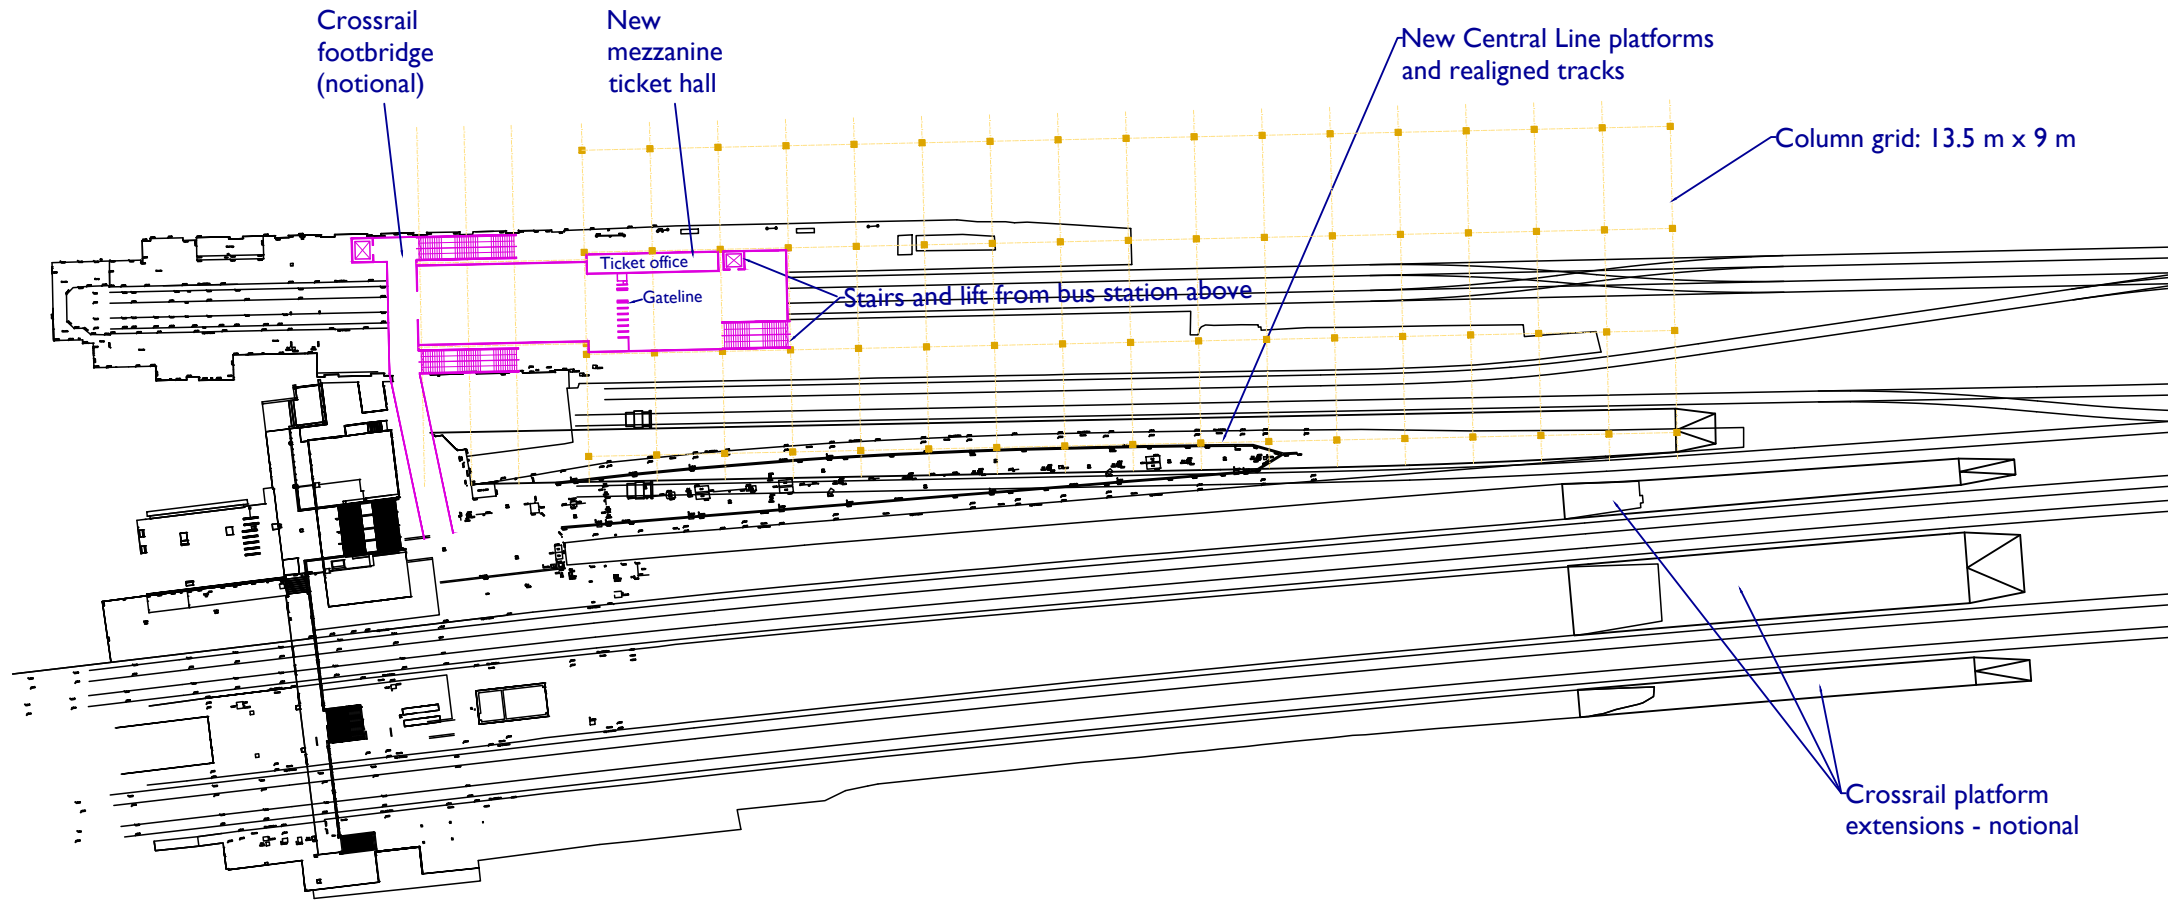 Crossrail
footbridge
(notional)
New
mezzanine
ticket hall
New Central Line platforms
and realigned tracks
Column grid: 13.5 m x 9 m
Ticket office
Gateline
Stairs and lift from bus station above
Crossrail platform
extensions - notional